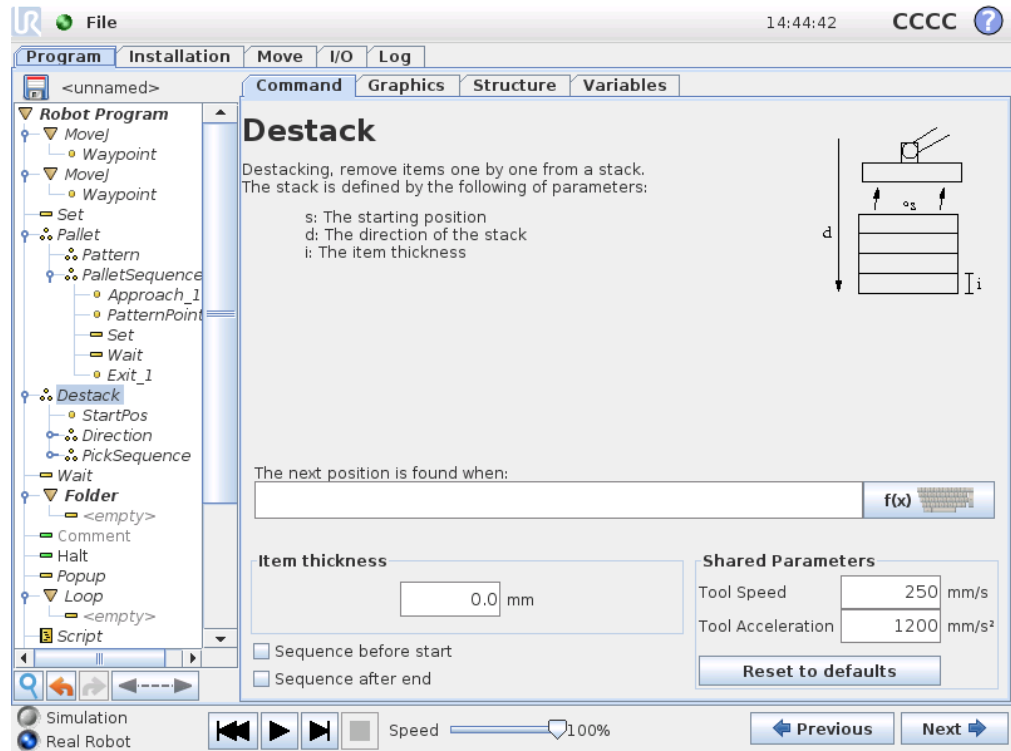 UR File 14:44:42 CCCC ?
Program Installation Move I/O Log
<unnamed>
Command Graphics Structure Variables
Robot Program
MoveJ
Waypoint
MoveJ
Waypoint
Set
Pallet
Pattern
PalletSequence
Approach_1
PatternPoint
Set
Wait
Exit_1
Destack
StartPos
Direction
PickSequence
Wait
Folder
<empty>
Comment
Halt
Popup
Loop
<empty>
Script
Destack
Destacking, remove items one by one from a stack.
The stack is defined by the following of parameters:
s: The starting position
d: The direction of the stack
i: The item thickness
s
d
i
The next position is found when:
f(x)
Item thickness
0.0 mm
Sequence before start
Sequence after end
Shared Parameters
Tool Speed 250 mm/s
Tool Acceleration 1200 mm/s²
Reset to defaults
Simulation
Real Robot
Speed 100%
Previous Next